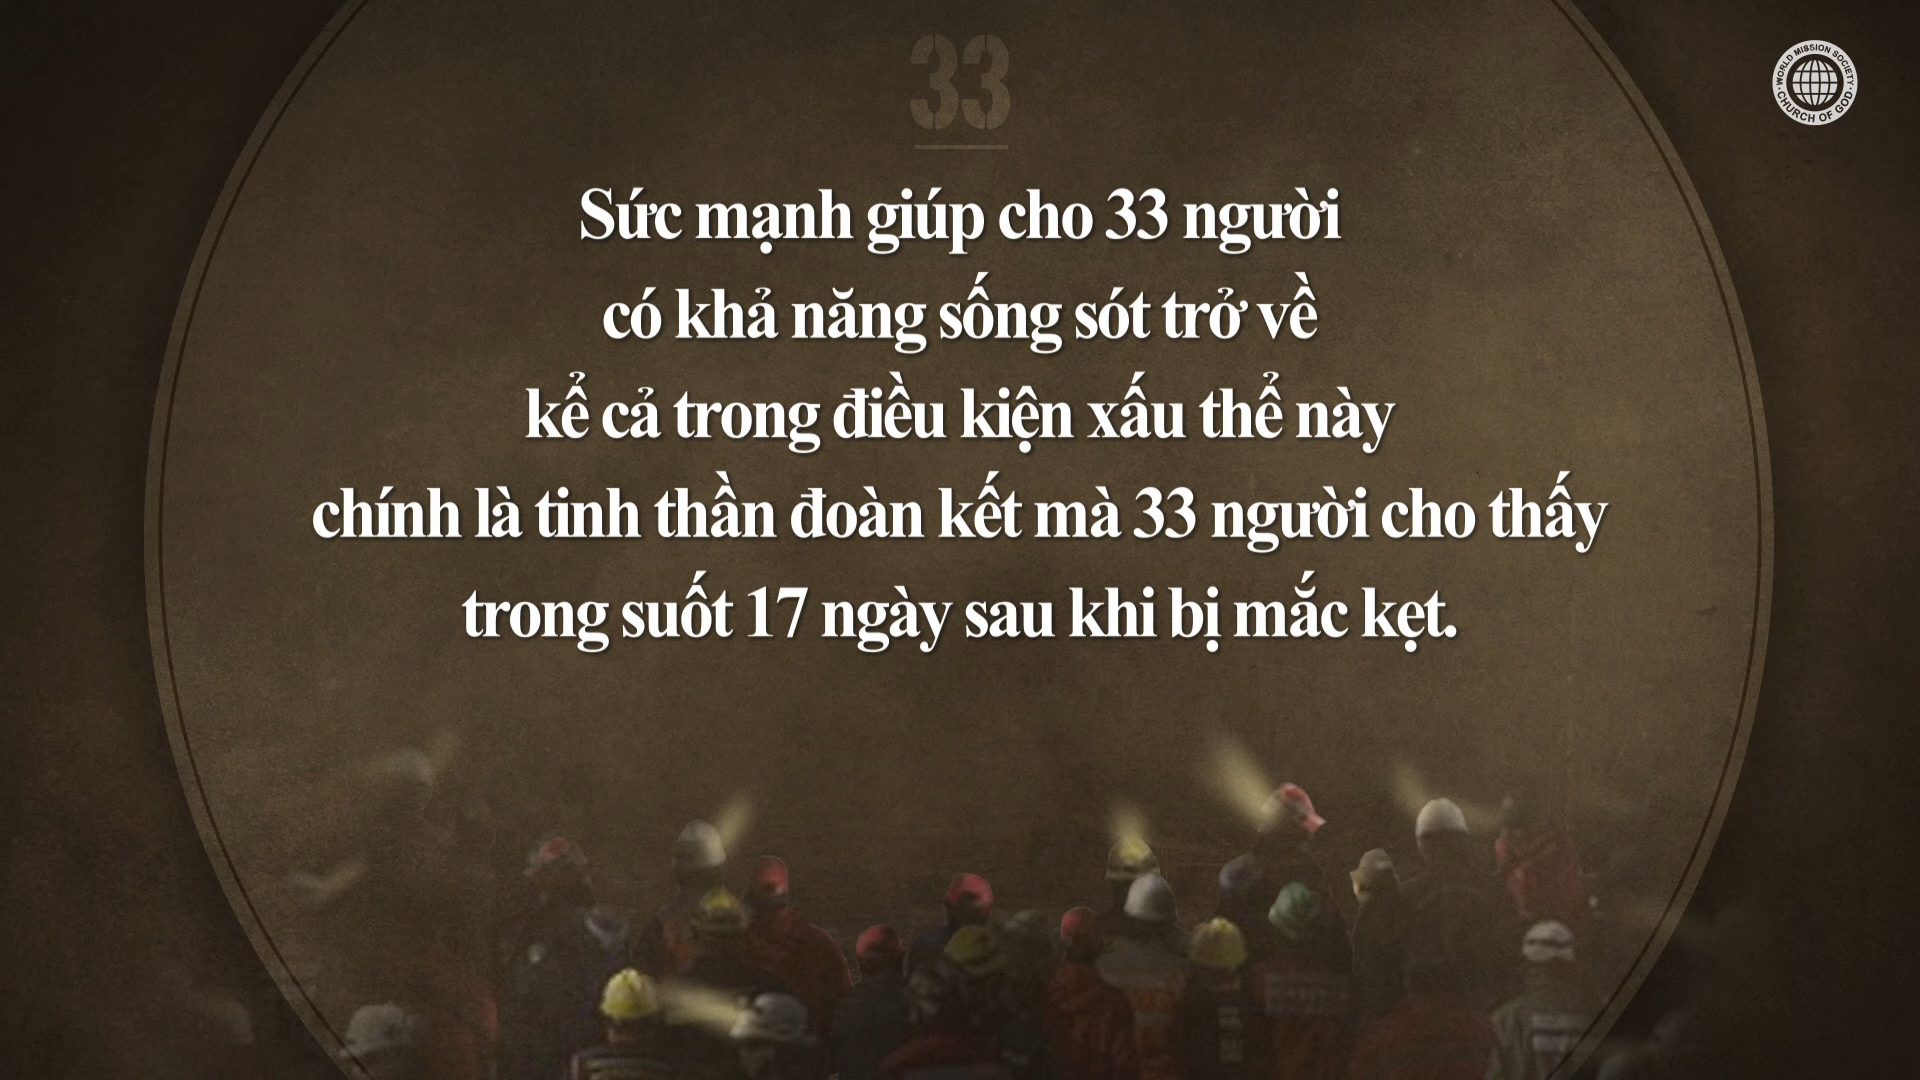 33
WORLD MISSION SOCIETY
CHURCH OF GOD
Sức mạnh giúp cho 33 người
có khả năng sống sót trở về
kể cả trong điều kiện xấu thể này
chính là tinh thần đoàn kết mà 33 người cho thấy
trong suốt 17 ngày sau khi bị mắc kẹt.